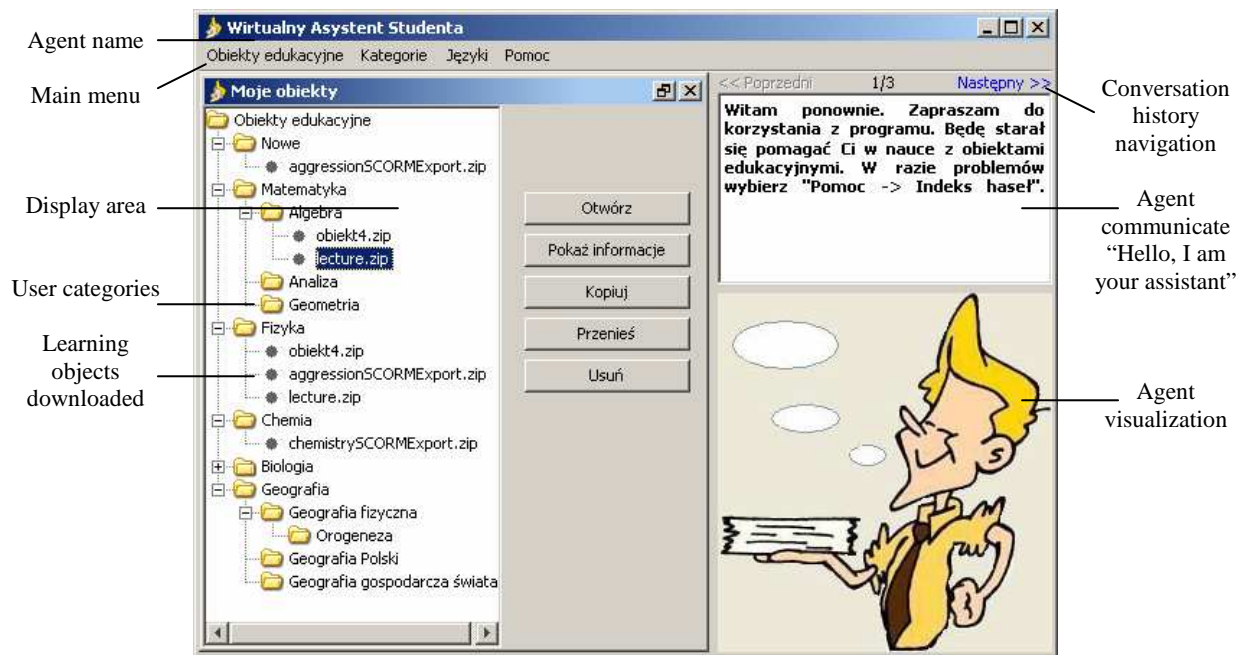 Agent name
Main menu
Display area
User categories
Learning
objects
downloaded
Wirtualny Asystent Studenta
Obiekty edukacyjne Kategorie Języki Pomoc
Moje obiekty
Obiekty edukacyjne
Nowe
aggressionSCORMExport.zip
Matematyka
Algebra
obiekt4.zip
lecture.zip
Analiza
Geometria
Fizyka
obiekt4.zip
aggressionSCORMExport.zip
lecture.zip
Chemia
chemistrySCORMExport.zip
Biologia
Geografia
Geografia fizyczna
Orogeneza
Geografia Polski
Geografia gospodarcza świata
Otwórz
Pokaż informacje
Kopiuj
Przenieś
Usuń
<< Poprzedni 1/3 Następny >>
Witam ponownie. Zapraszam do
korzystania z programu. Będę starał
się pomagać Ci w nauce z obiektami
edukacyjnymi. W razie problemów
wybierz "Pomoc -> Indeks haseł".
Conversation
history
navigation
Agent
communicate
“Hello, I am
your assistant”
Agent
visualization